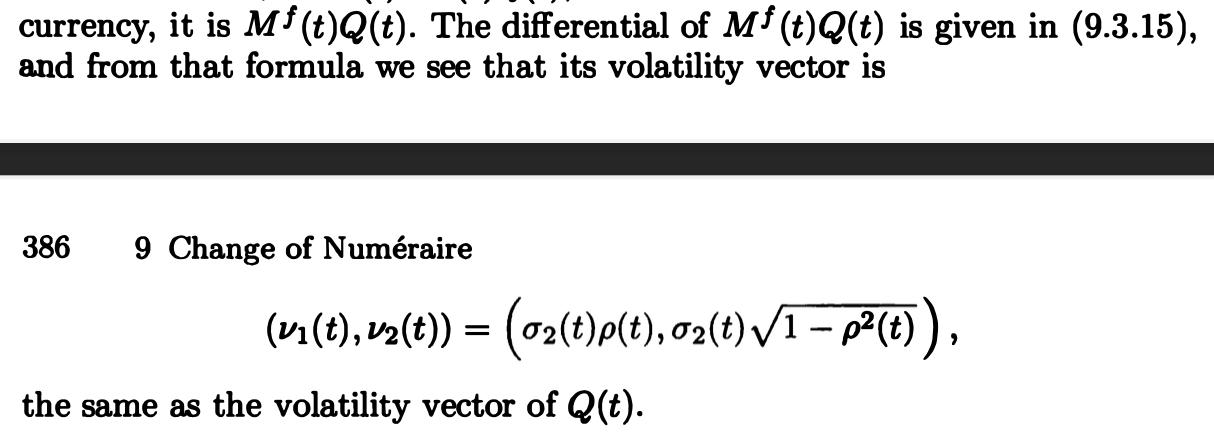 currency, it is M^f(t)Q(t). The differential of M^f(t)Q(t) is given in (9.3.15),
and from that formula we see that its volatility vector is
386 9 Change of Numéraire
(ν₁(t), ν₂(t)) = (σ₂(t)ρ(t), σ₂(t)√(1 − ρ²(t))),
the same as the volatility vector of Q(t).